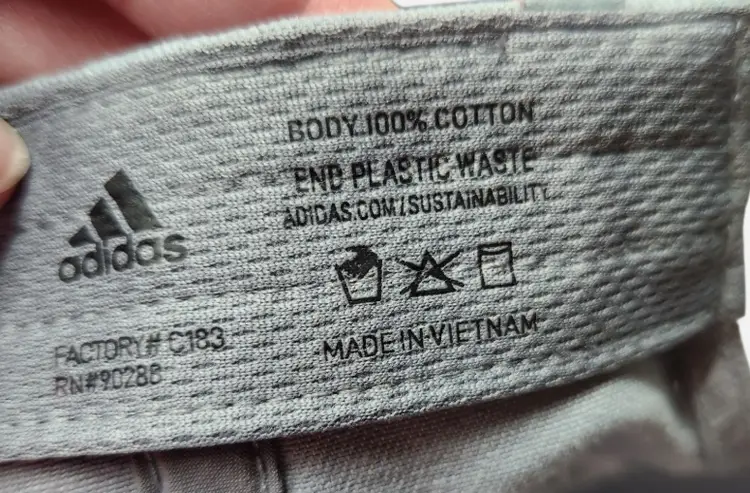 BODY 100% COTTON
END PLASTIC WASTE
ADIDAS.COM/SUSTAINABILITY
adidas
MADE IN VIETNAM
FACTORY# C183
RN#90288